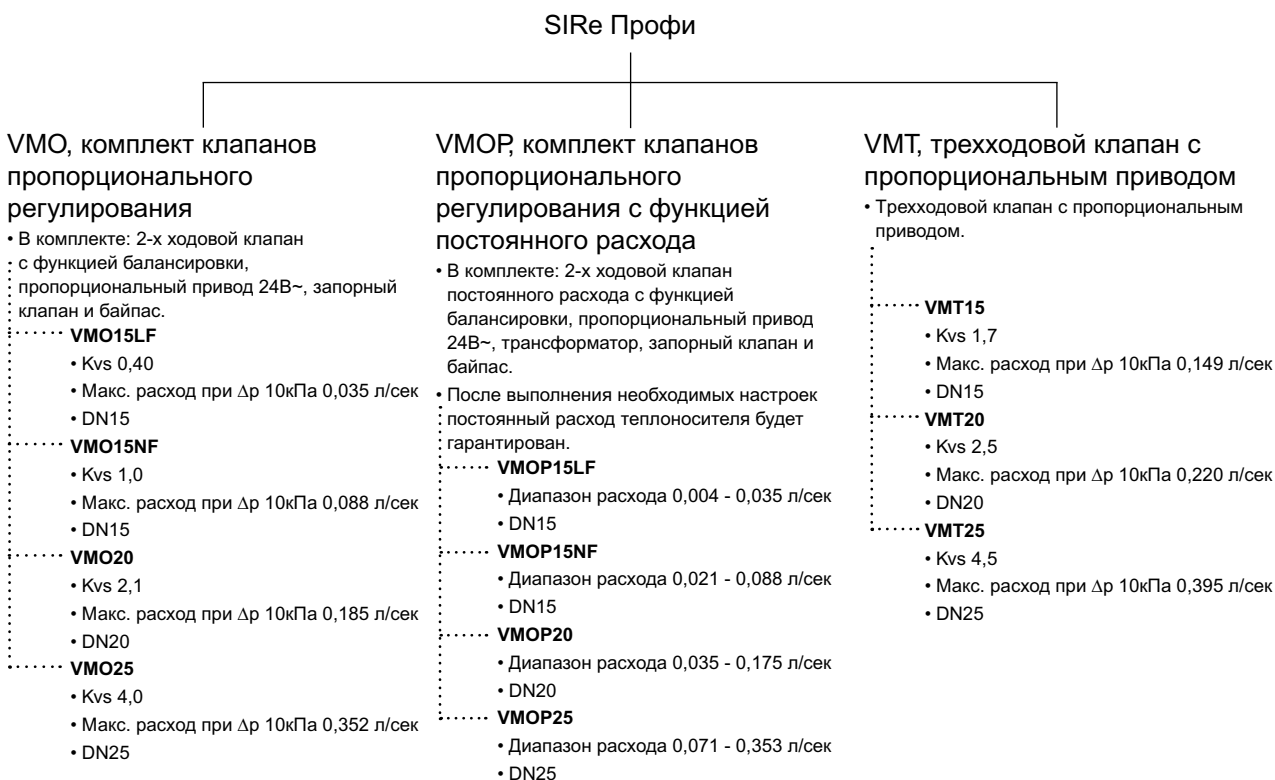 SIRe Профи
VMO, комплект клапанов
пропорционального
регулирования
• В комплекте: 2-х ходовой клапан
с функцией балансировки,
пропорциональный привод 24В~, запорный
клапан и байпас.
VMO15LF
• Kvs 0,40
• Макс. расход при Δp 10кПа 0,035 л/сек
• DN15
VMO15NF
• Kvs 1,0
• Макс. расход при Δp 10кПа 0,088 л/сек
• DN15
VMO20
• Kvs 2,1
• Макс. расход при Δp 10кПа 0,185 л/сек
• DN20
VMO25
• Kvs 4,0
• Макс. расход при Δp 10кПа 0,352 л/сек
• DN25
VMOP, комплект клапанов
пропорционального
регулирования с функцией
постоянного расхода
• В комплекте: 2-х ходовой клапан
постоянного расхода с функцией
балансировки, пропорциональный привод
24В~, трансформатор, запорный клапан и
байпас.
• После выполнения необходимых настроек
постоянный расход теплоносителя будет
гарантирован.
VMOP15LF
• Диапазон расхода 0,004 - 0,035 л/сек
• DN15
VMOP15NF
• Диапазон расхода 0,021 - 0,088 л/сек
• DN15
VMOP20
• Диапазон расхода 0,035 - 0,175 л/сек
• DN20
VMOP25
• Диапазон расхода 0,071 - 0,353 л/сек
• DN25
VMT, трехходовой клапан с
пропорциональным приводом
• Трехходовой клапан с пропорциональным
приводом.
VMT15
• Kvs 1,7
• Макс. расход при Δp 10кПа 0,149 л/сек
• DN15
VMT20
• Kvs 2,5
• Макс. расход при Δp 10кПа 0,220 л/сек
• DN20
VMT25
• Kvs 4,5
• Макс. расход при Δp 10кПа 0,395 л/сек
• DN25